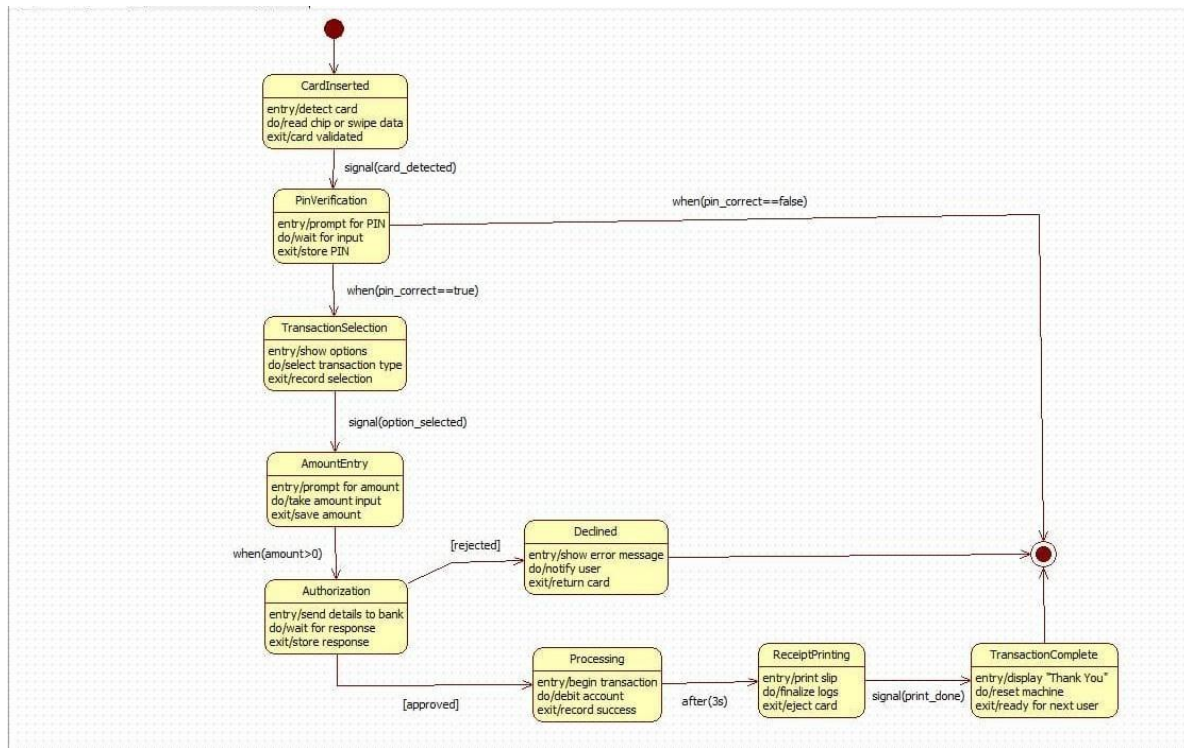 CardInserted
entry/detect card
do/read chip or swipe data
exit/card validated
signal(card_detected)
PinVerification
entry/prompt for PIN
do/wait for input
exit/store PIN
when(pin_correct==false)
when(pin_correct==true)
TransactionSelection
entry/show options
do/select transaction type
exit/record selection
signal(option_selected)
AmountEntry
entry/prompt for amount
do/take amount input
exit/save amount
when(amount>0)
[rejected]
Declined
entry/show error message
do/notify user
exit/return card
Authorization
entry/send details to bank
do/wait for response
exit/store response
[approved]
Processing
entry/begin transaction
do/debit account
exit/record success
after(3s)
ReceiptPrinting
entry/print slip
do/finalize logs
exit/eject card
signal(print_done)
TransactionComplete
entry/display "Thank You"
do/reset machine
exit/ready for next user